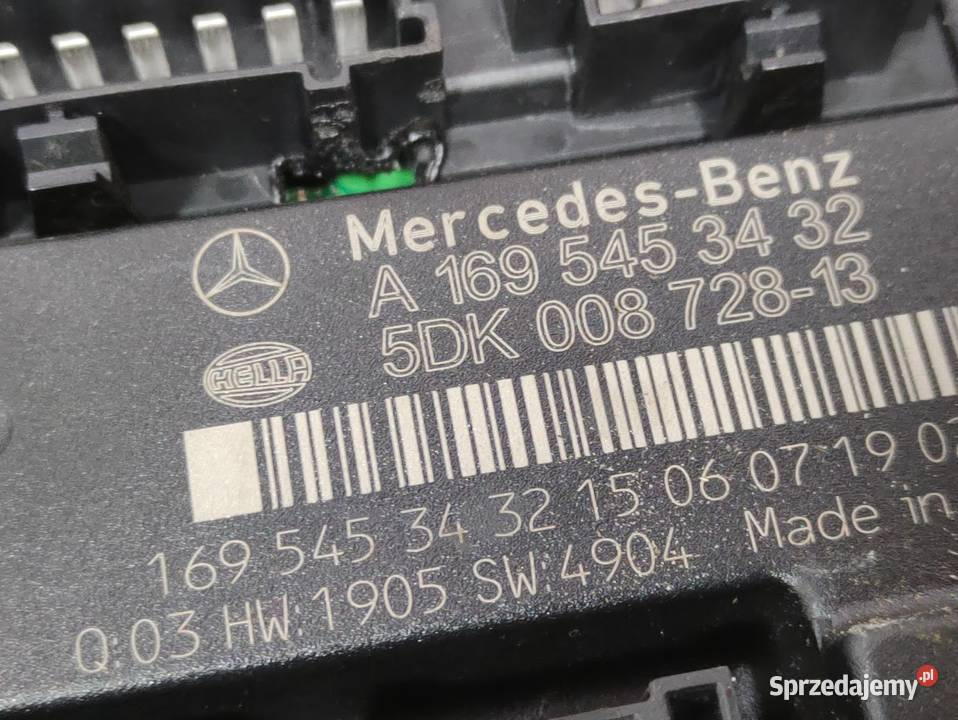 Mercedes-Benz
A 169 545 34 32
5DK 008 728-13
HELLA
169 545 34 32 15 06 07 19 02
Q:03 HW:1905 SW:4904 Made in
Sprzedajemy.pl